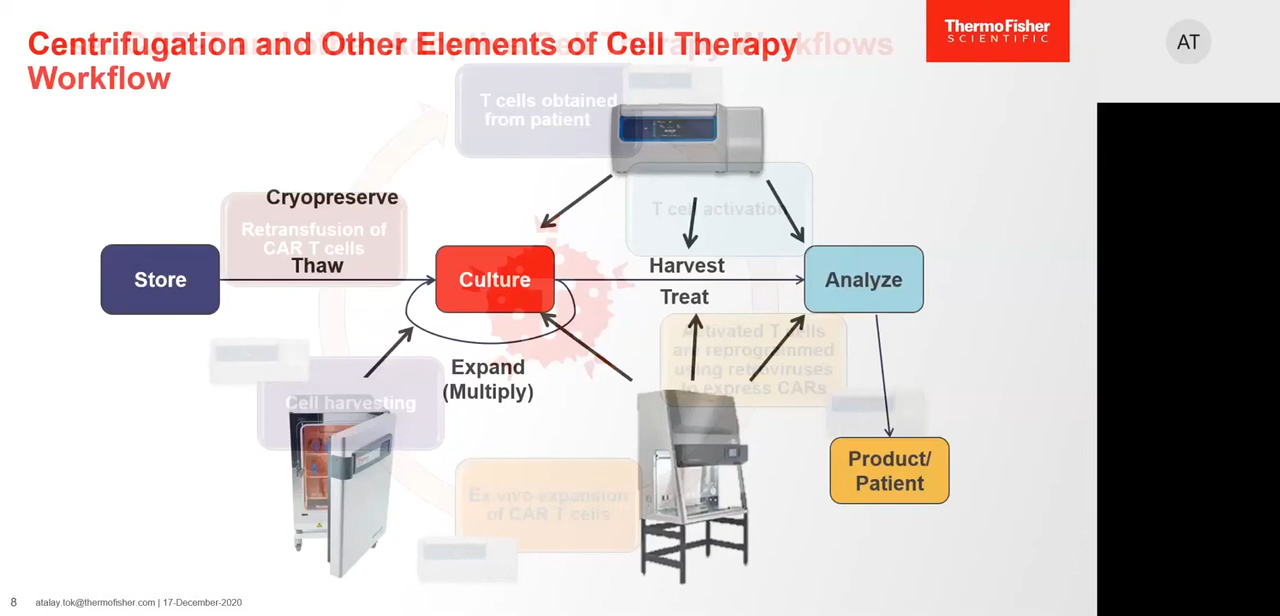 Centrifugation and Other Elements of Cell Therapy
Workflow
ThermoFisher
SCIENTIFIC
AT
T cells obtained
from patient
Cryopreserve
Retransfusion of
CAR T cells
T cell activation
Store
Thaw
Culture
Harvest
Treat
Analyze
Activated T cells
are reprogrammed
using retroviruses
to express CARs
Expand
(Multiply)
Cell harvesting
Product/
Patient
Ex vivo expansion
of CAR T cells
8 atalay.tok@thermofisher.com | 17-December-2020